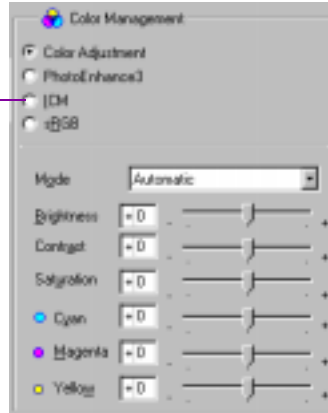 Color Management
Color Adjustment
PhotoEnhance3
ICM
sRGB
Mode Automatic
Brightness +0 - +
Contrast +0 - +
Saturation +0 - +
Cyan +0 - +
Magenta +0 - +
Yellow +0 - +